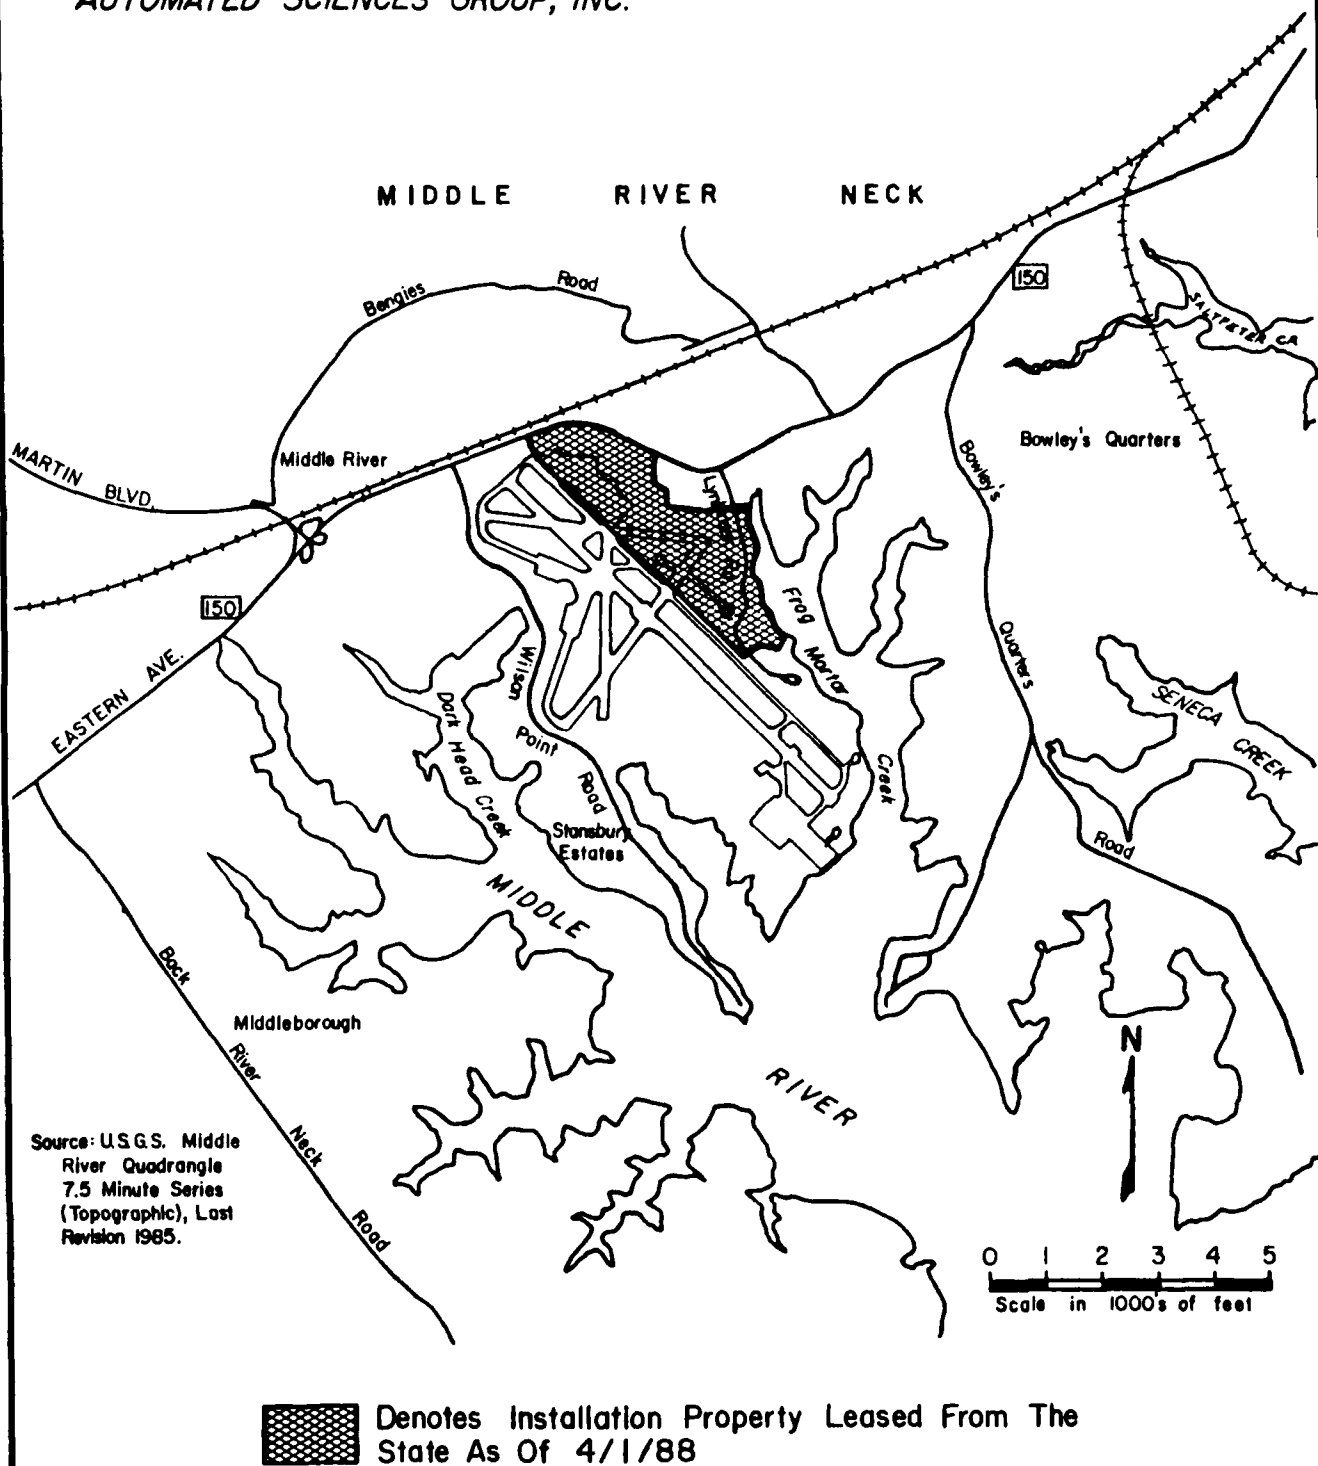 AUTOMATED SCIENCES GROUP, INC.
MIDDLE RIVER NECK
Bengies Road
150
SALTPETER CR
Bowley's Quarters
Middle River
MARTIN BLVD.
Bowley's Quarters Road
150
Frog Mortar Creek
EASTERN AVE.
Wilson Point Road
Dark Head Creek
SENECA
CREEK
Stansbury
Estates
MIDDLE
RIVER
Back River Neck Road
Middleborough
N
Source: U.S.G.S. Middle
River Quadrangle
7.5 Minute Series
(Topographic), Last
Revision 1985.
0 1 2 3 4 5
Scale in 1000's of feet
Denotes Installation Property Leased From The
State As Of 4/1/88